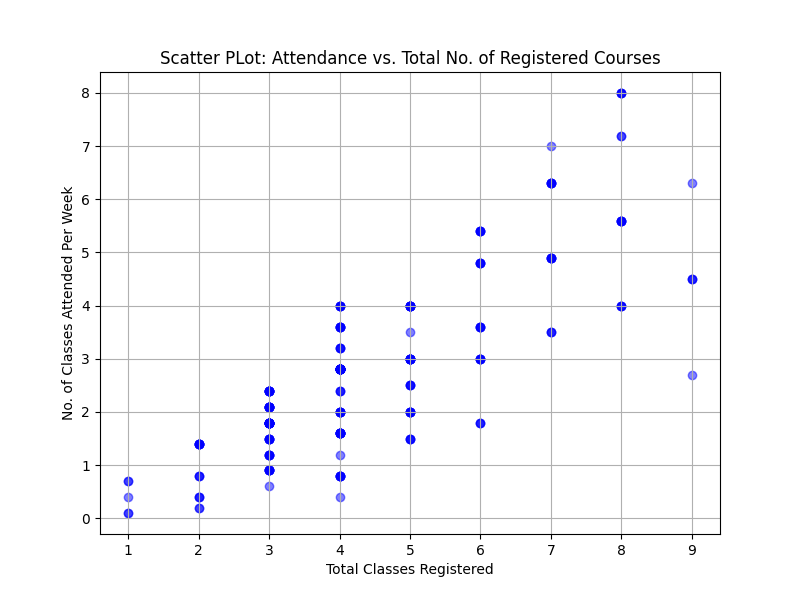 Scatter PLot: Attendance vs. Total No. of Registered Courses
8
7
6
5
4
3
2
1
0
No. of Classes Attended Per Week
1 2 3 4 5 6 7 8 9
Total Classes Registered